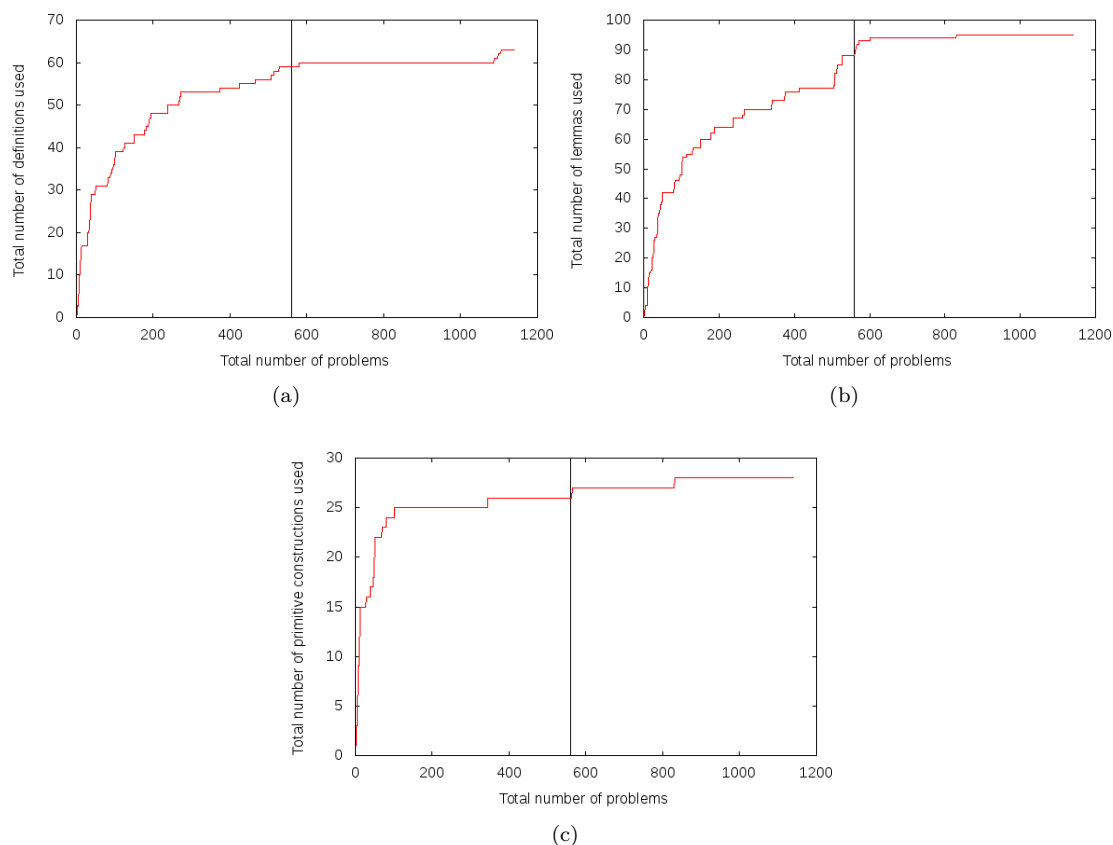 70
60
50
40
30
20
10
0
Total number of definitions used
0 200 400 600 800 1000 1200
Total number of problems
(a)
100
90
80
70
60
50
40
30
20
10
0
Total number of lemmas used
0 200 400 600 800 1000 1200
Total number of problems
(b)
30
25
20
15
10
5
0
Total number of primitive constructions used
0 200 400 600 800 1000 1200
Total number of problems
(c)